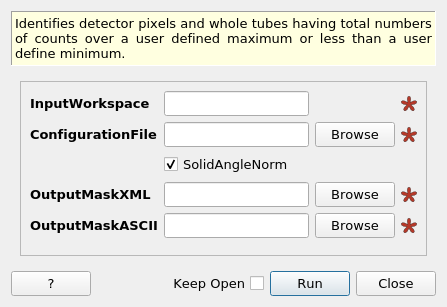 Identifies detector pixels and whole tubes having total numbers
of counts over a user defined maximum or less than a user
define minimum.
InputWorkspace
ConfigurationFile Browse
SolidAngleNorm
OutputMaskXML Browse
OutputMaskASCII Browse
? Keep Open Run Close